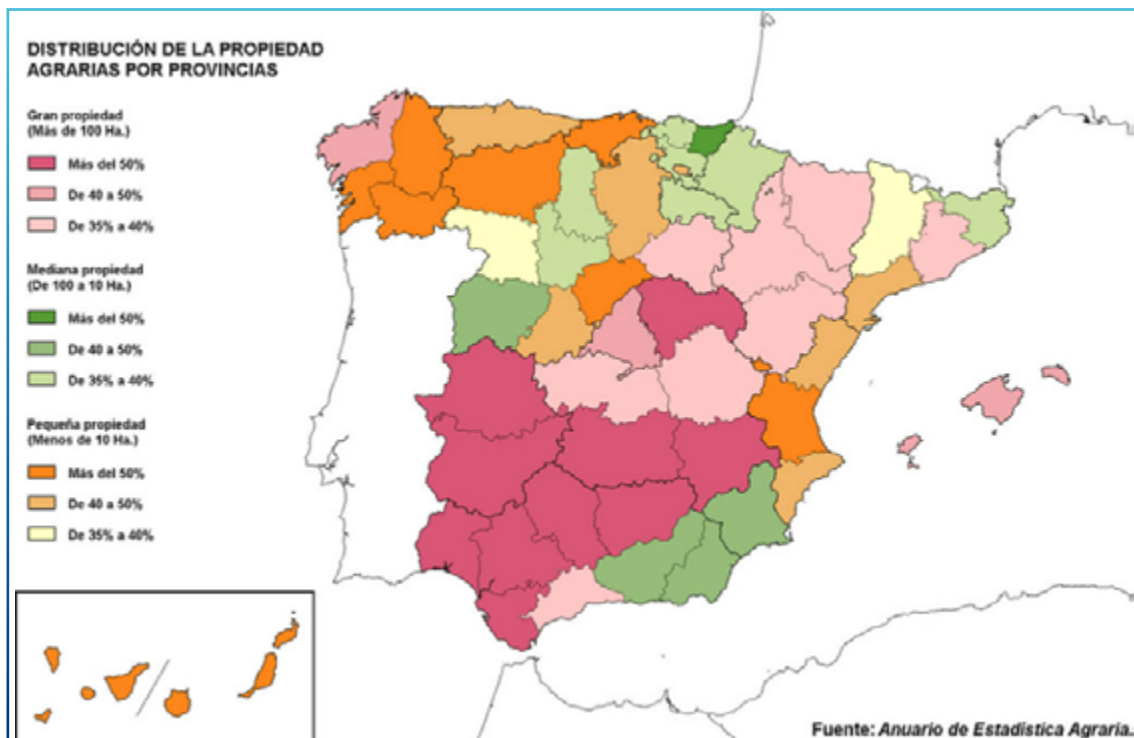 DISTRIBUCIÓN DE LA PROPIEDAD
AGRARIAS POR PROVINCIAS
Gran propiedad
(Más de 100 Ha.)
Más del 50%
De 40 a 50%
De 35% a 40%
Mediana propiedad
(De 100 a 10 Ha.)
Más del 50%
De 40 a 50%
De 35% a 40%
Pequeña propiedad
(Menos de 10 Ha.)
Más del 50%
De 40 a 50%
De 35% a 40%
Fuente: Anuario de Estadística Agraria..